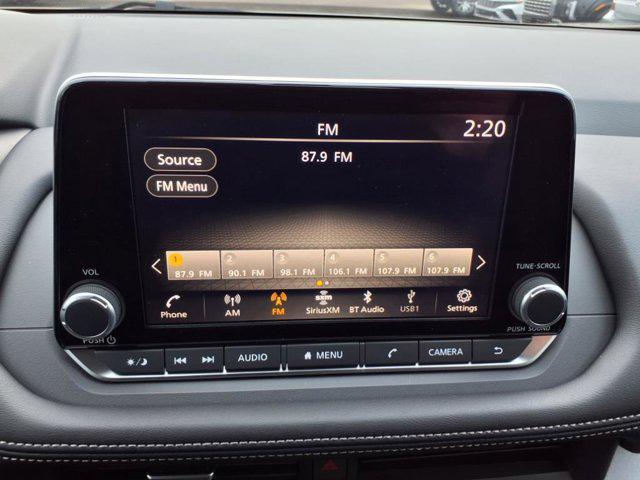 FM
2:20
Source
87.9 FM
FM Menu
1 2 3 4 5 6
87.9 FM 90.1 FM 98.1 FM 106.1 FM 107.9 FM 107.9 FM
VOL
TUNE·SCROLL
sxm
Phone AM FM SiriusXM BT Audio USB1 Settings
PUSH
PUSH SOUND
AUDIO MENU CAMERA